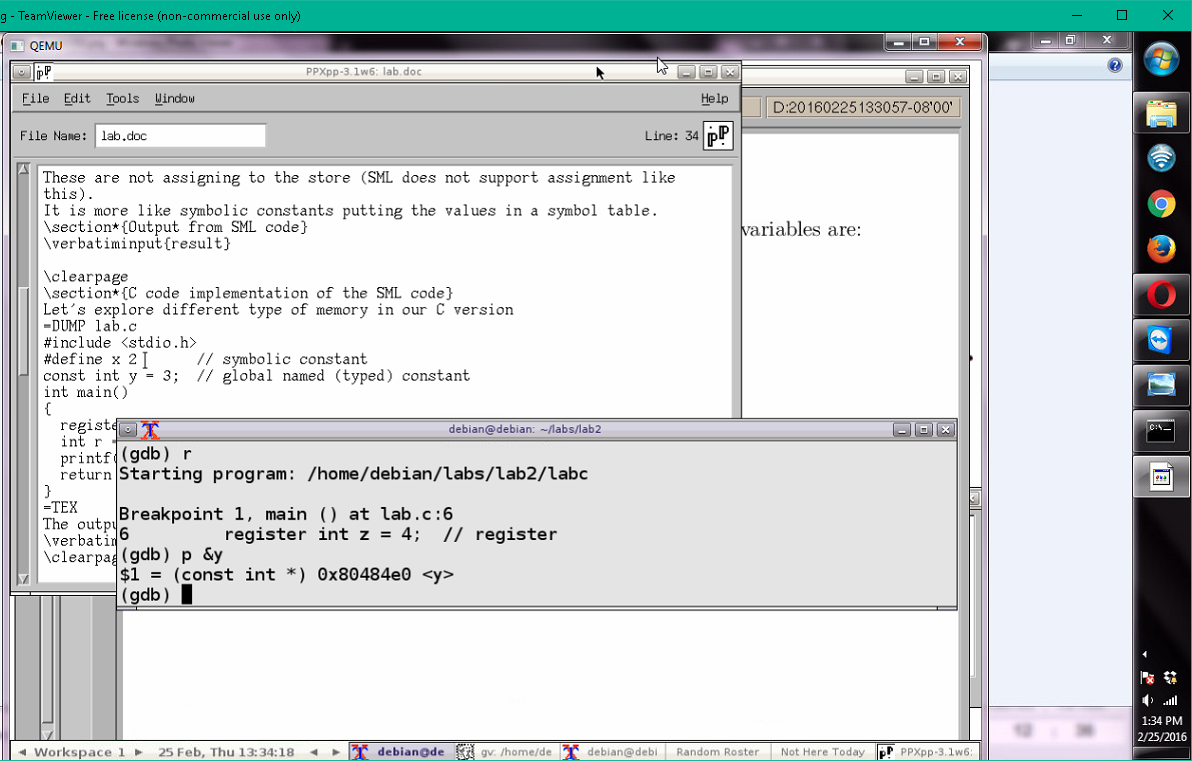 g - TeamViewer - Free license (non-commercial use only)
QEMU
PPXpp-3.1w6: lab.doc
File Edit Tools Window Help
D:20160225133057-08'00'
File Name: lab.doc Line: 34
These are not assigning to the store (SML does not support assignment like
this).
It is more like symbolic constants putting the values in a symbol table.
\section*{Output from SML code}
\verbatiminput{result}
variables are:
\clearpage
\section*{C code implementation of the SML code}
Let's explore different type of memory in our C version
=DUMP lab.c
#include <stdio.h>
#define x 2 // symbolic constant
const int y = 3; // global named (typed) constant
int main()
{
registe
int r =
printf(
return
}
=TEX
The outpu
\verbatim
\clearpag
debian@debian: ~/labs/lab2
(gdb) r
Starting program: /home/debian/labs/lab2/labc
Breakpoint 1, main () at lab.c:6
6 register int z = 4; // register
(gdb) p &y
$1 = (const int *) 0x80484e0 <y>
(gdb)
Workspace 1 25 Feb, Thu 13:34:18 debian@de gv: /home/de debian@debi Random Roster Not Here Today PPXpp-3.1w6:
1:34 PM
2/25/2016